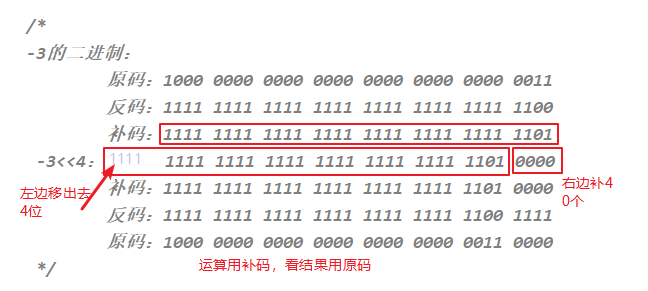 /*
-3的二进制:
原码: 1000 0000 0000 0000 0000 0000 0000 0011
反码: 1111 1111 1111 1111 1111 1111 1111 1100
补码: 1111 1111 1111 1111 1111 1111 1111 1101
-3<<4: 1111 1111 1111 1111 1111 1111 1111 1101 0000
左边移出去
4位
右边补4
0个
补码: 1111 1111 1111 1111 1111 1111 1101 0000
反码: 1111 1111 1111 1111 1111 1111 1100 1111
原码: 1000 0000 0000 0000 0000 0000 0011 0000
运算用补码，看结果用原码
*/